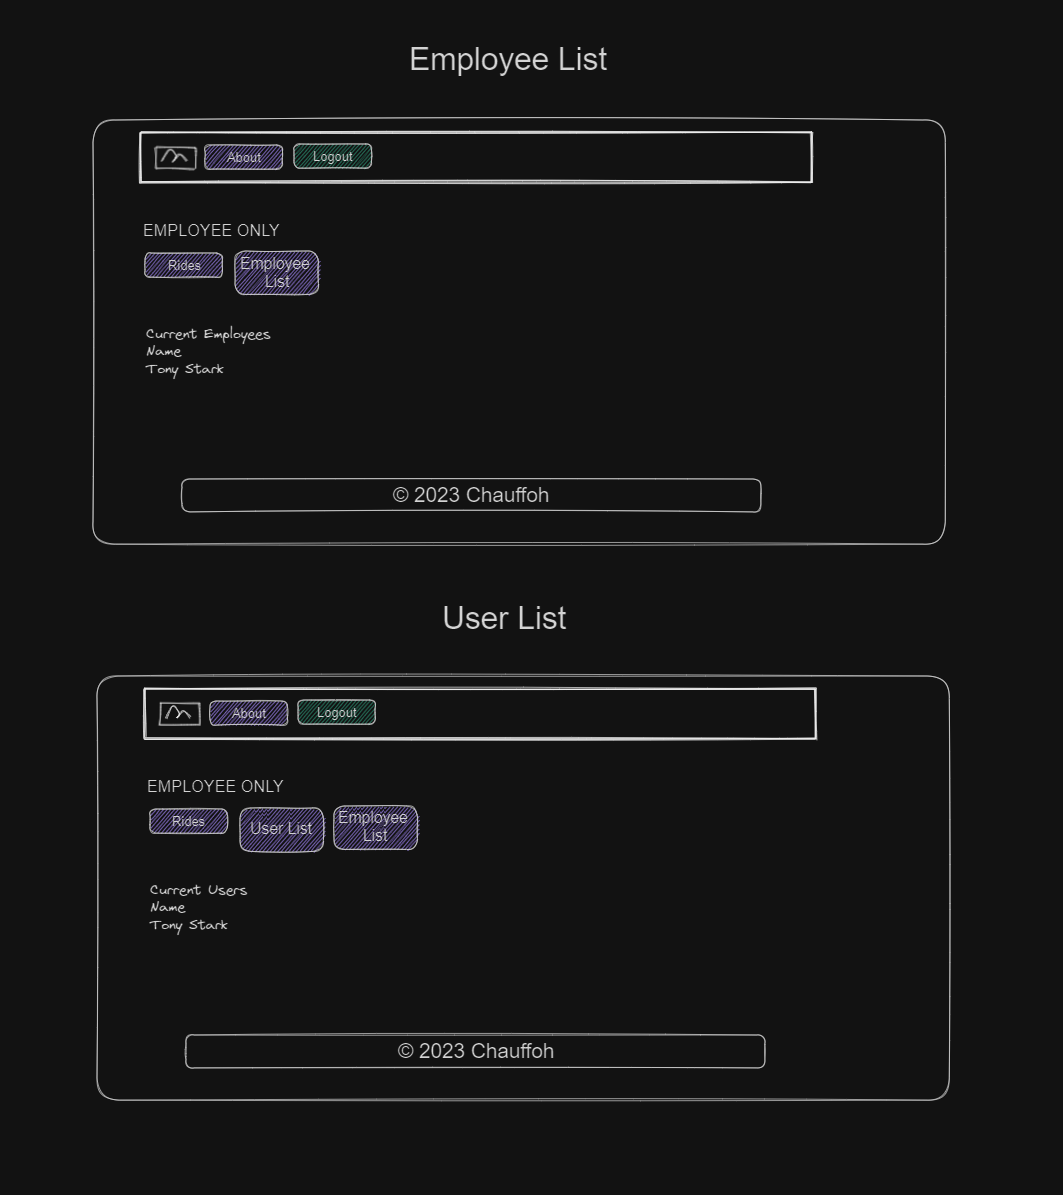 Employee List
About Logout
EMPLOYEE ONLY
Rides Employee
List
Current Employees
Name
Tony Stark
© 2023 Chauffoh
User List
About Logout
EMPLOYEE ONLY
Rides User List Employee
List
Current Users
Name
Tony Stark
© 2023 Chauffoh